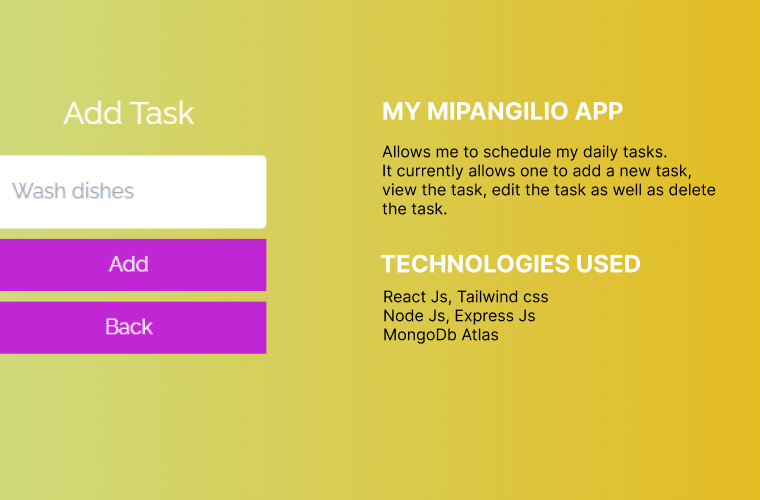 Add Task
Wash dishes
Add
Back
MY MIPANGILIO APP
Allows me to schedule my daily tasks.
It currently allows one to add a new task,
view the task, edit the task as well as delete
the task.
TECHNOLOGIES USED
React Js, Tailwind css
Node Js, Express Js
MongoDb Atlas